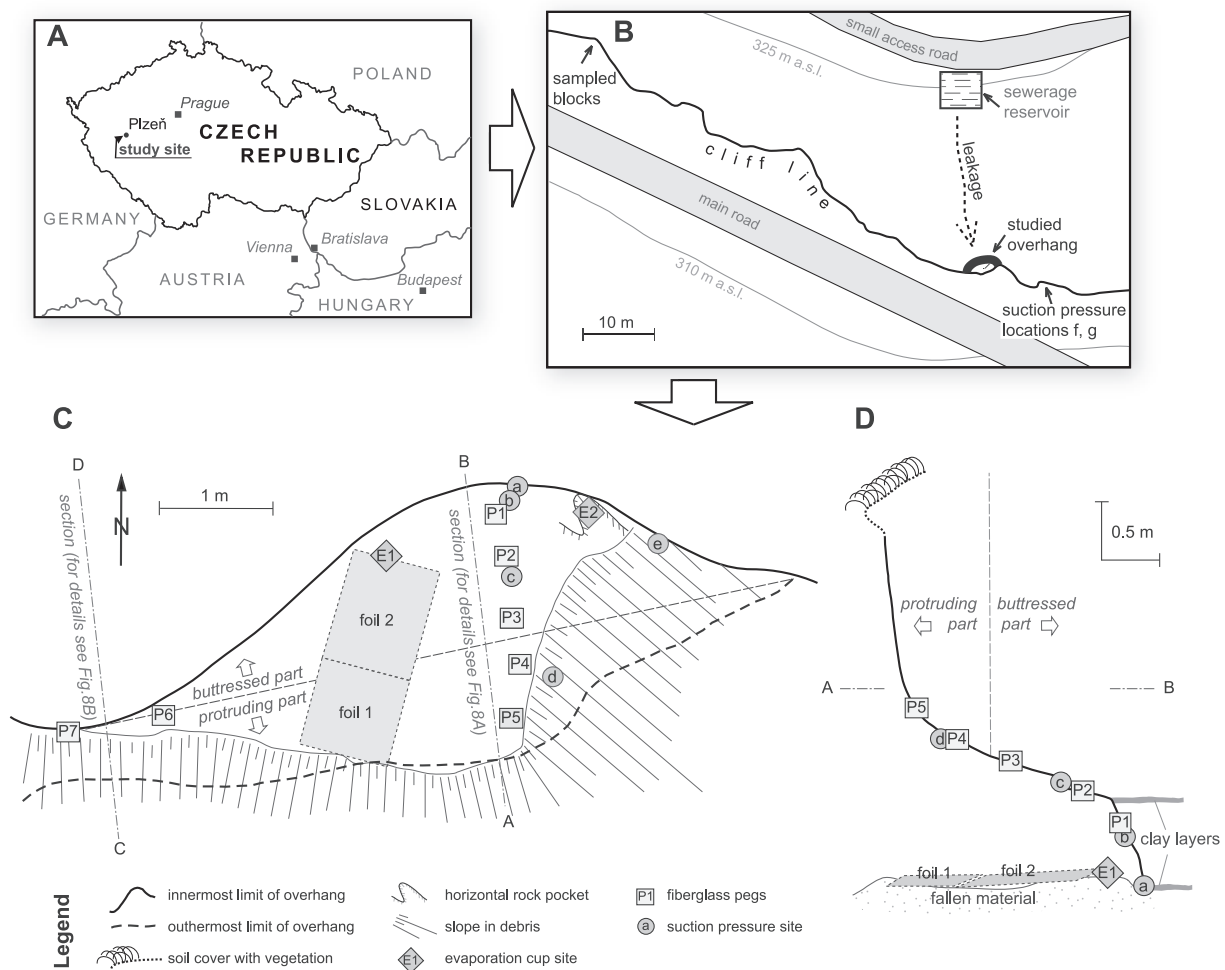 A
POLAND
Prague
Plzeň
CZECH
REPUBLIC
study site
GERMANY
SLOVAKIA
Vienna
Bratislava
AUSTRIA
Budapest
HUNGARY
B
small access road
325 m a.s.l.
sampled
blocks
sewerage
reservoir
cliff line
leakage
main road
studied
overhang
310 m a.s.l.
10 m
suction pressure
locations f, g
C
D
B
N
1 m
section (for details see Fig.8B)
section (for details see Fig.8A)
a
b
P1
E2
E1
P2
c
e
foil 2
P3
buttressed part
protruding part
P4
d
P6
P7
foil 1
P5
A
C
D
0.5 m
protruding
part
buttressed
part
A
B
P5
d
P4
P3
c
P2
P1
b
clay layers
E1
a
foil 1
foil 2
fallen material
Legend
innermost limit of overhang
outhermost limit of overhang
soil cover with vegetation
horizontal rock pocket
slope in debris
E1
evaporation cup site
P1
fiberglass pegs
a
suction pressure site